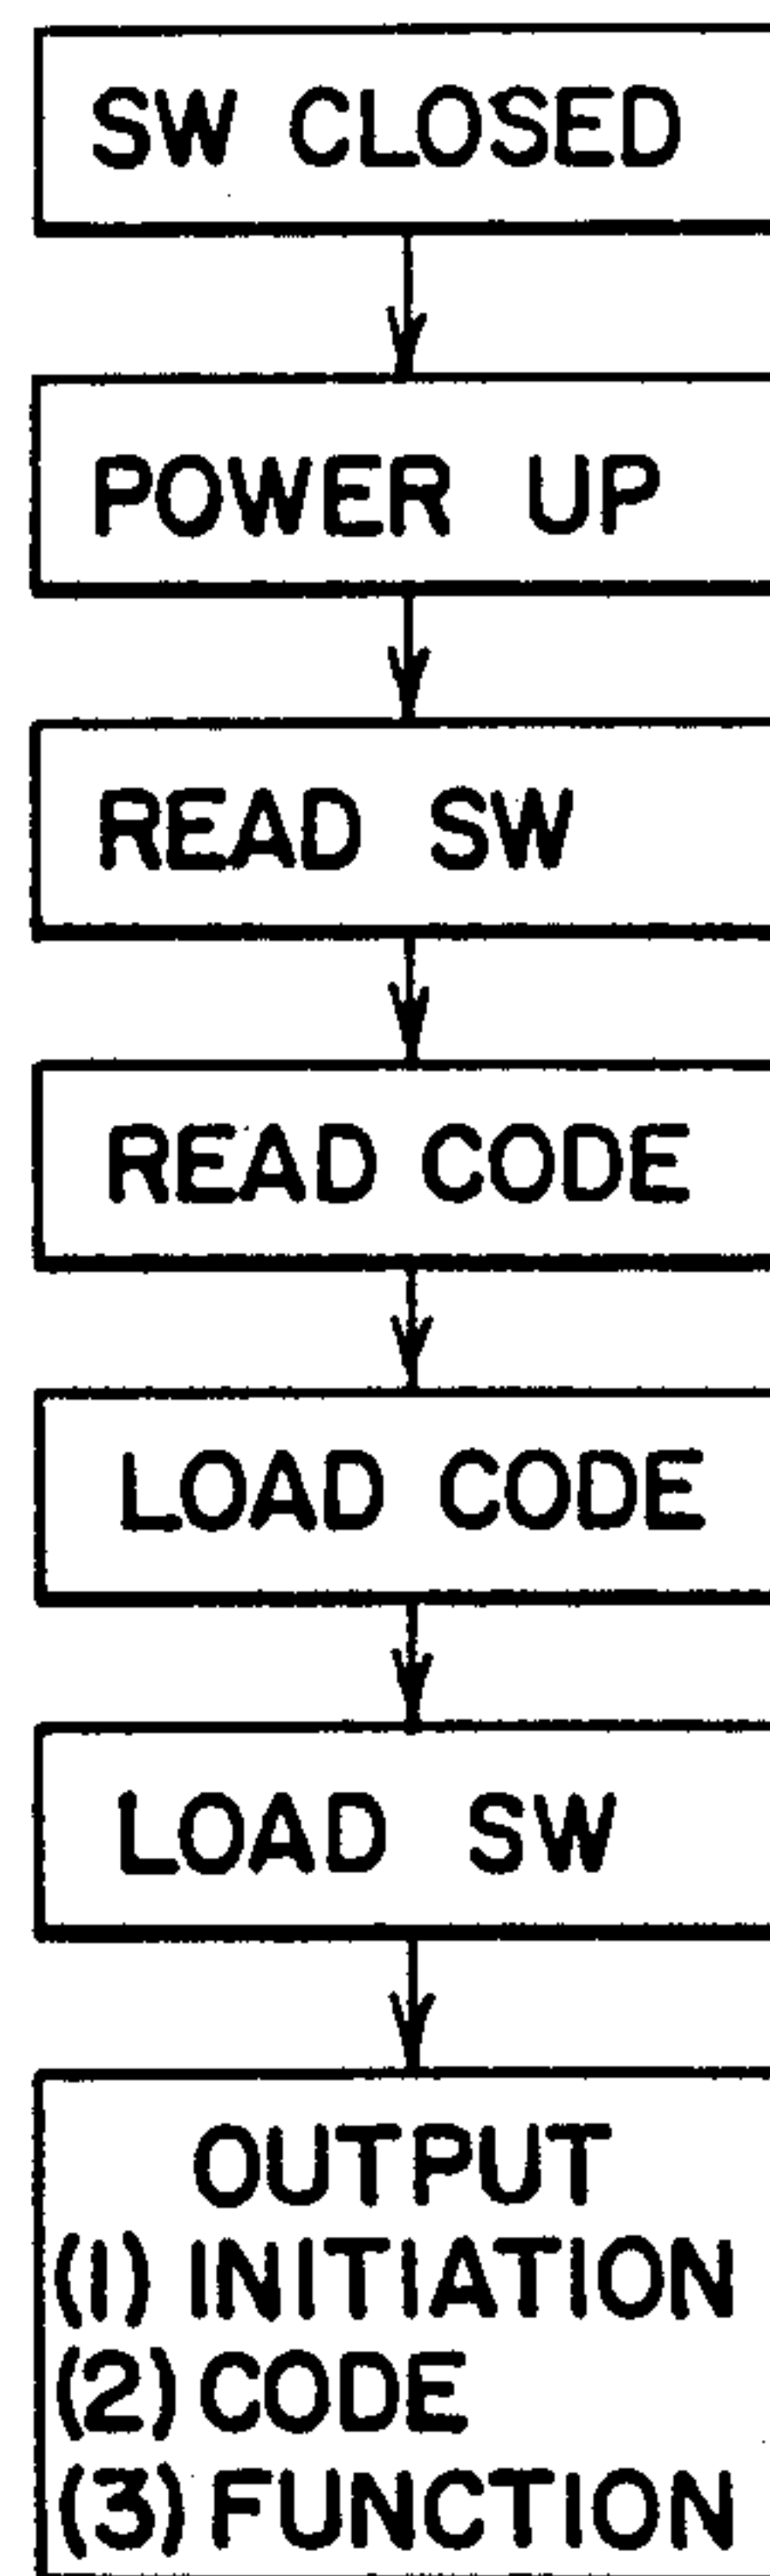 SW CLOSED
POWER UP
READ SW
READ CODE
LOAD CODE
LOAD SW
OUTPUT
(1) INITIATION
(2) CODE
(3) FUNCTION